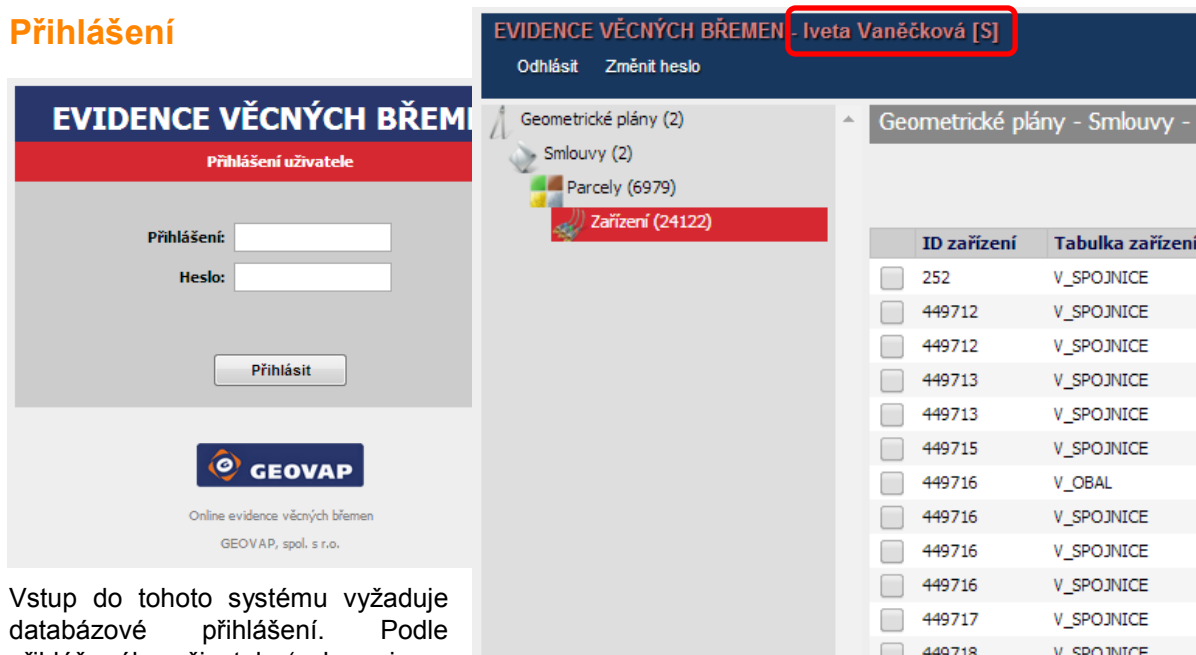 Přihlášení
EVIDENCE VĚCNÝCH BŘEM
Přihlášení uživatele
Přihlášení:
Heslo:
Přihlásit
GEOVAP
Online evidence věcných břemen
GEOVAP, spol. s r.o.
Vstup do tohoto systému vyžaduje
databázové přihlášení. Podle
EVIDENCE VĚCNÝCH BŘEMEN - Iveta Vaněčková [S]
Odhlásit Změnit heslo
Geometrické plány (2)
Smlouvy (2)
Parcely (6979)
Zařízení (24122)
Geometrické plány - Smlouvy -
ID zařízení Tabulka zařízení
252 V_SPOJNICE
449712 V_SPOJNICE
449712 V_SPOJNICE
449713 V_SPOJNICE
449713 V_SPOJNICE
449715 V_SPOJNICE
449716 V_OBAL
449716 V_SPOJNICE
449716 V_SPOJNICE
449716 V_SPOJNICE
449717 V_SPOJNICE
449718 V_SPOJNICE